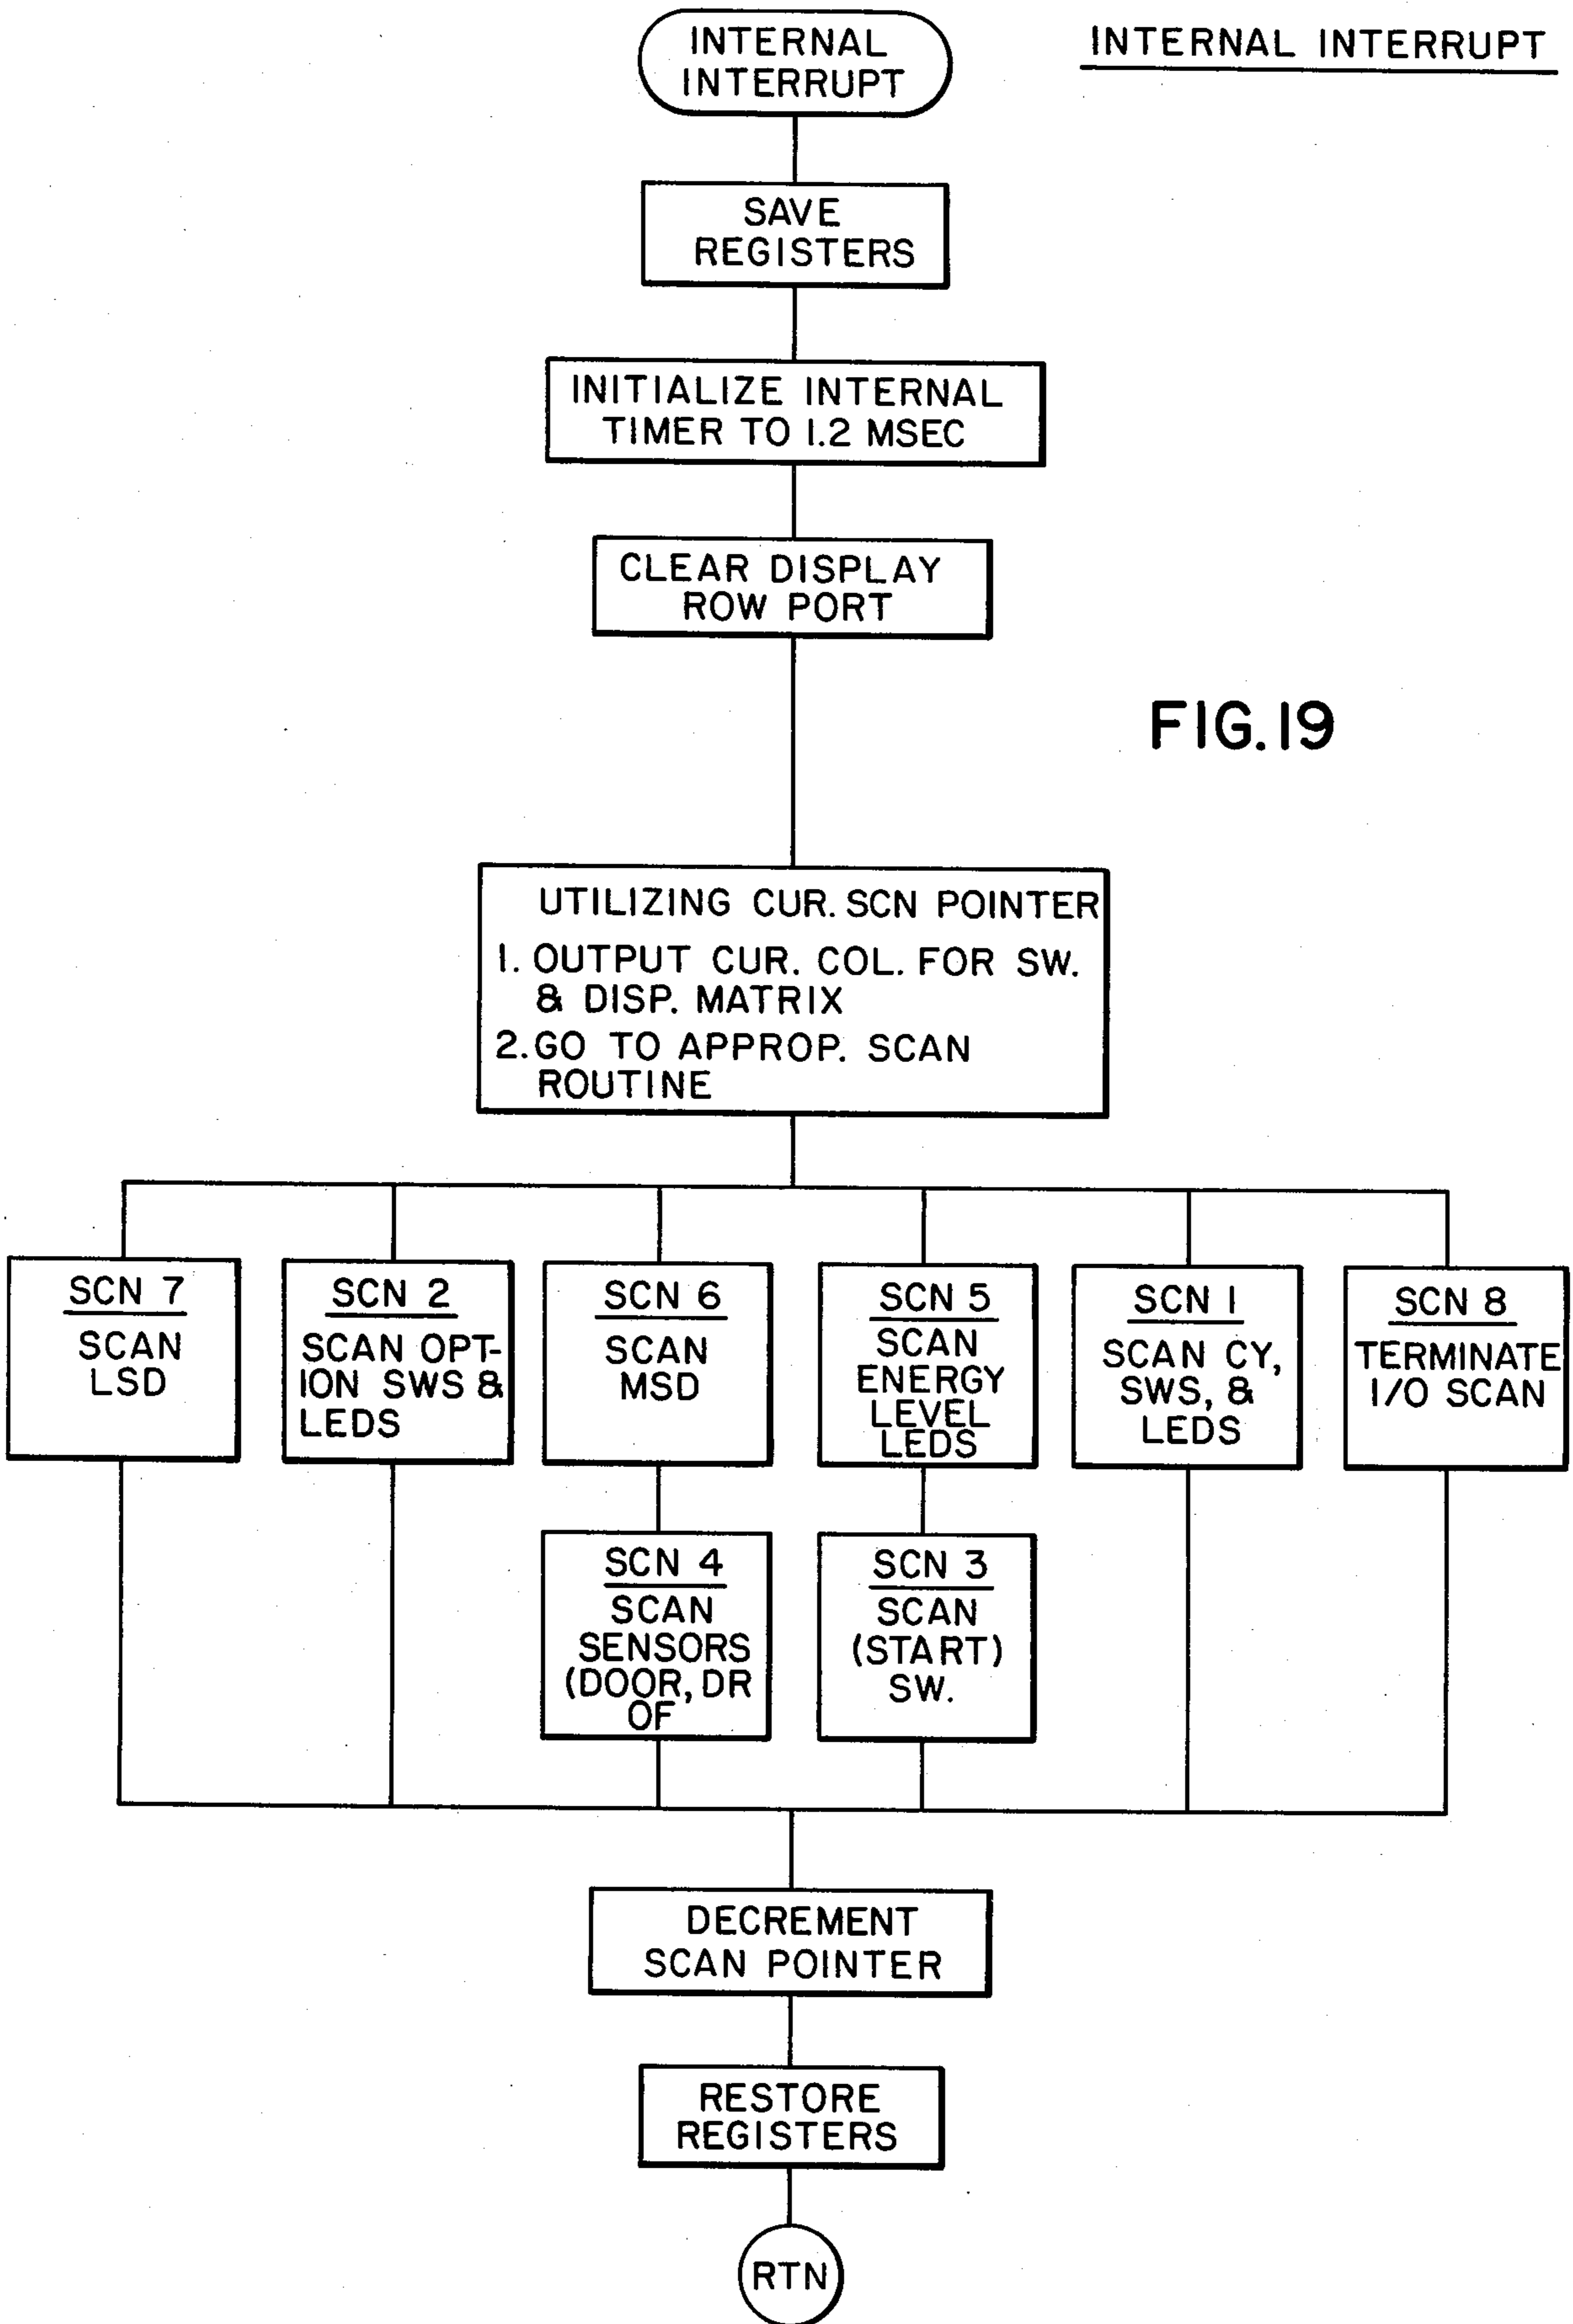 INTERNAL
INTERRUPT
INTERNAL INTERRUPT
SAVE
REGISTERS
INITIALIZE INTERNAL
TIMER TO 1.2 MSEC
CLEAR DISPLAY
ROW PORT
FIG.19
UTILIZING CUR. SCN POINTER
1. OUTPUT CUR. COL. FOR SW.
& DISP. MATRIX
2. GO TO APPROP. SCAN
ROUTINE
SCN 7
SCAN
LSD
SCN 2
SCAN OPT-
ION SWS &
LEDS
SCN 6
SCAN
MSD
SCN 5
SCAN
ENERGY
LEVEL
LEDS
SCN 1
SCAN CY,
SWS, &
LEDS
SCN 8
TERMINATE
I/O SCAN
SCN 4
SCAN
SENSORS
(DOOR, DR
OF
SCN 3
SCAN
(START)
SW.
DECREMENT
SCAN POINTER
RESTORE
REGISTERS
RTN